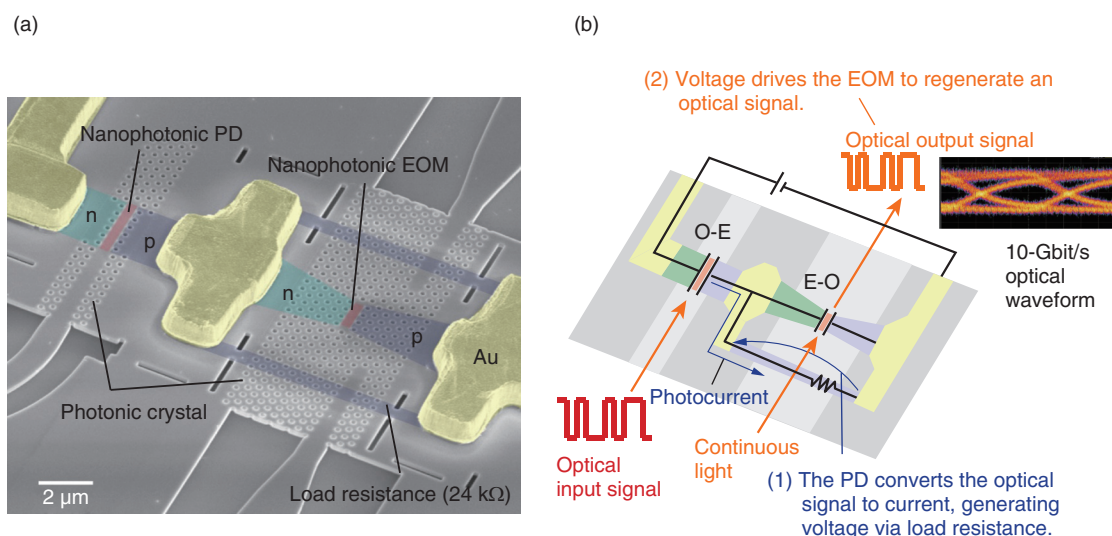 (a)
Nanophotonic PD
Nanophotonic EOM
n
p
n
p
Au
Photonic crystal
Load resistance (24 kΩ)
2 μm
(b)
(2) Voltage drives the EOM to regenerate an
optical signal.
Optical output signal
O-E
E-O
10-Gbit/s
optical
waveform
Photocurrent
Continuous
light
Optical
input signal
(1) The PD converts the optical
signal to current, generating
voltage via load resistance.